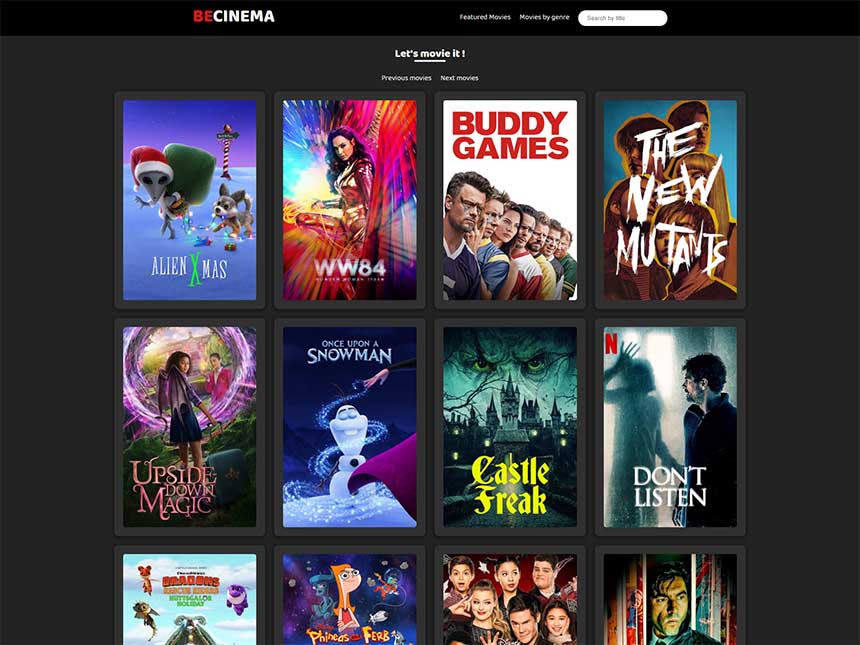 BECINEMA
Featured Movies
Movies by genre
Search by title
Let's movie it !
Previous movies
Next movies
ALIEN XMAS
WW84
WONDER WOMAN 1984
BUDDY
GAMES
THE
NEW
MUTANTS
UPSIDE
DOWN
MAGIC
ONCE UPON A
SNOWMAN
Castle
Freak
N
DON'T
LISTEN
DRAGONS
RESCUE RIDERS
HUTTSGALOR
HOLIDAY
Phineas and Ferb